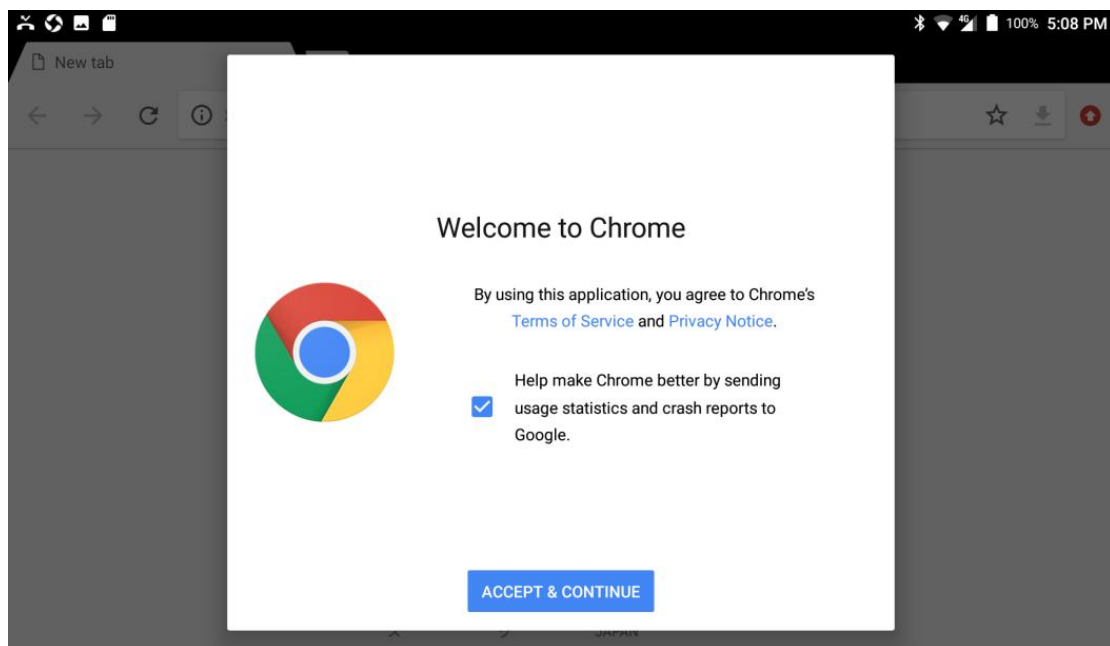 4G 100% 5:08 PM
New tab
Welcome to Chrome
By using this application, you agree to Chrome's
Terms of Service and Privacy Notice.
Help make Chrome better by sending
usage statistics and crash reports to
Google.
ACCEPT & CONTINUE
JAPAN